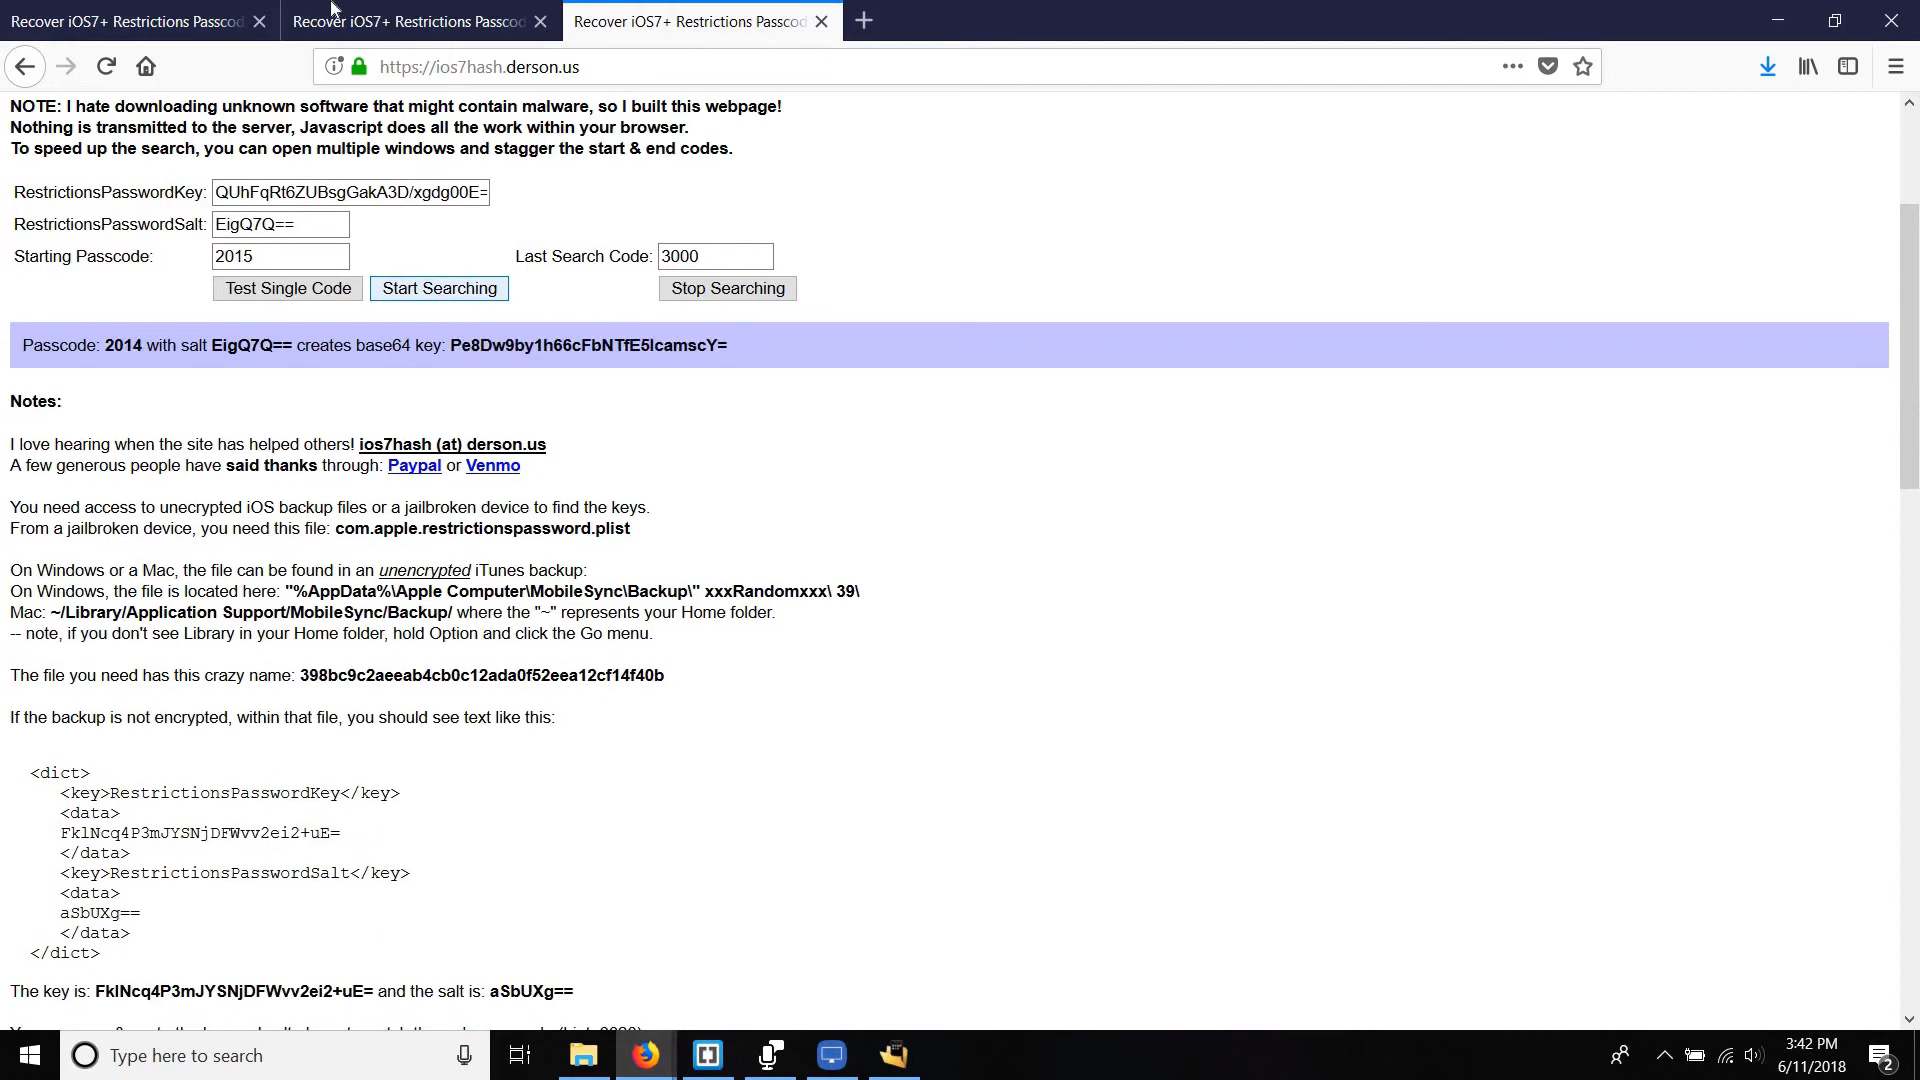 Recover iOS7+ Restrictions Passcod
Recover iOS7+ Restrictions Passcod
Recover iOS7+ Restrictions Passcod
https://ios7hash.derson.us
NOTE: I hate downloading unknown software that might contain malware, so I built this webpage!
Nothing is transmitted to the server, Javascript does all the work within your browser.
To speed up the search, you can open multiple windows and stagger the start & end codes.
RestrictionsPasswordKey: QUhFqRt6ZUBsgGakA3D/xgdg00E=
RestrictionsPasswordSalt: EigQ7Q==
Starting Passcode: 2015 Last Search Code: 3000
Test Single Code Start Searching Stop Searching
Passcode: 2014 with salt EigQ7Q== creates base64 key: Pe8Dw9by1h66cFbNTfE5lcamscY=
Notes:
I love hearing when the site has helped others! ios7hash (at) derson.us
A few generous people have said thanks through: Paypal or Venmo
You need access to unecrypted iOS backup files or a jailbroken device to find the keys.
From a jailbroken device, you need this file: com.apple.restrictionspassword.plist
On Windows or a Mac, the file can be found in an unencrypted iTunes backup:
On Windows, the file is located here: "%AppData%\Apple Computer\MobileSync\Backup\" xxxRandomxxx\ 39\
Mac: ~/Library/Application Support/MobileSync/Backup/ where the "~" represents your Home folder.
-- note, if you don't see Library in your Home folder, hold Option and click the Go menu.
The file you need has this crazy name: 398bc9c2aeeab4cb0c12ada0f52eea12cf14f40b
If the backup is not encrypted, within that file, you should see text like this:
<dict>
<key>RestrictionsPasswordKey</key>
<data>
FklNcq4P3mJYSNjDFWvv2ei2+uE=
</data>
<key>RestrictionsPasswordSalt</key>
<data>
aSbUXg==
</data>
</dict>
The key is: FklNcq4P3mJYSNjDFWvv2ei2+uE= and the salt is: aSbUXg==
Type here to search
3:42 PM
6/11/2018
2